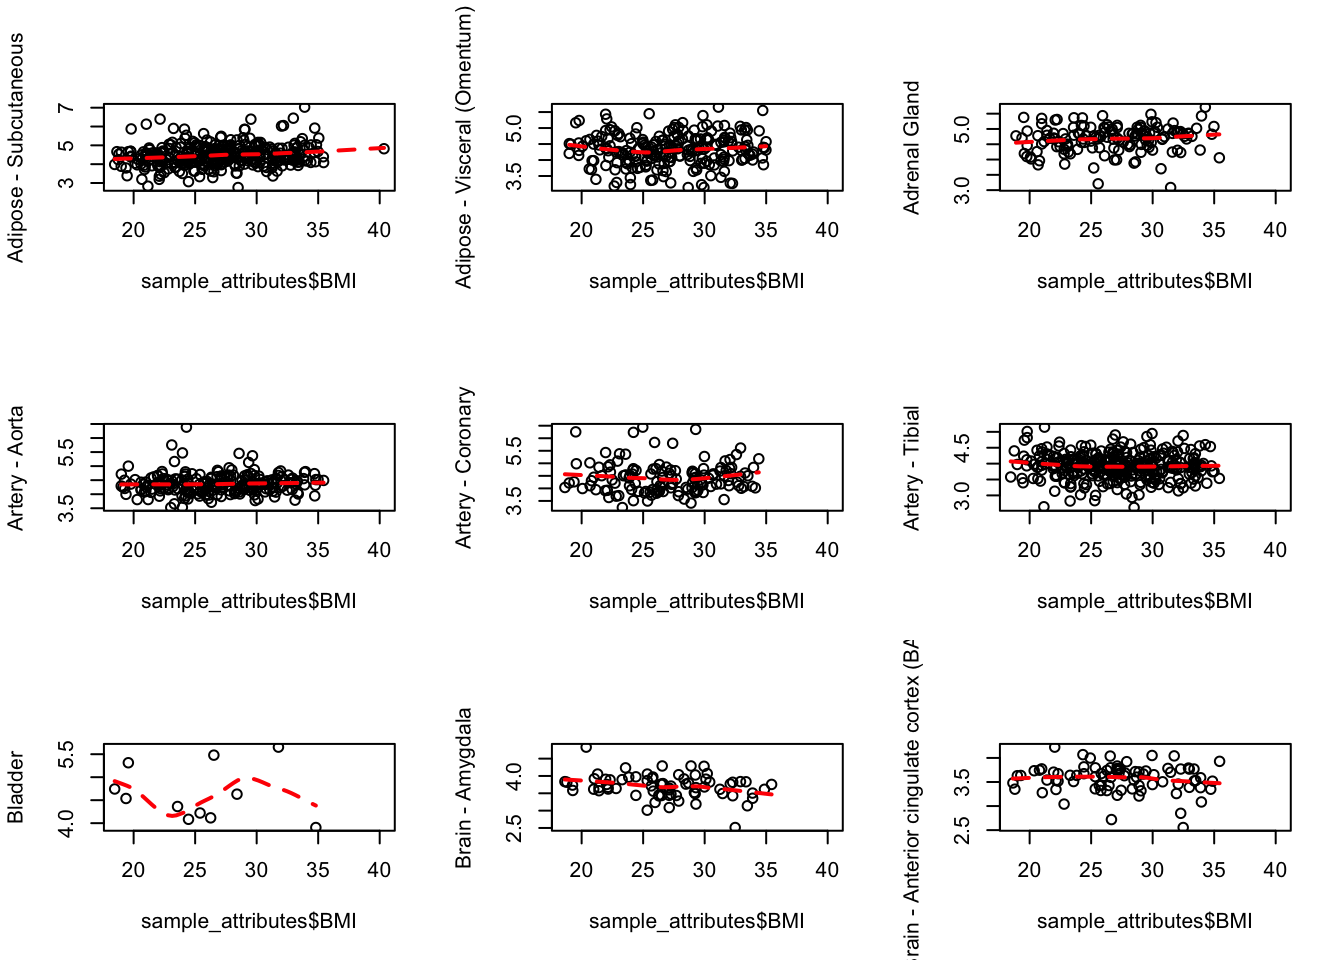 Adipose - Subcutaneous
7
5
3
20 25 30 35 40
sample_attributes$BMI
Adipose - Visceral (Omentum)
5.0
3.5
20 25 30 35 40
sample_attributes$BMI
Adrenal Gland
5.0
3.0
20 25 30 35 40
sample_attributes$BMI
Artery - Aorta
5.5
3.5
20 25 30 35 40
sample_attributes$BMI
Artery - Coronary
5.5
3.5
20 25 30 35 40
sample_attributes$BMI
Artery - Tibial
4.5
3.0
20 25 30 35 40
sample_attributes$BMI
Bladder
5.5
4.0
20 25 30 35 40
sample_attributes$BMI
Brain - Amygdala
4.0
2.5
20 25 30 35 40
sample_attributes$BMI
rain - Anterior cingulate cortex (BA
3.5
2.5
20 25 30 35 40
sample_attributes$BMI